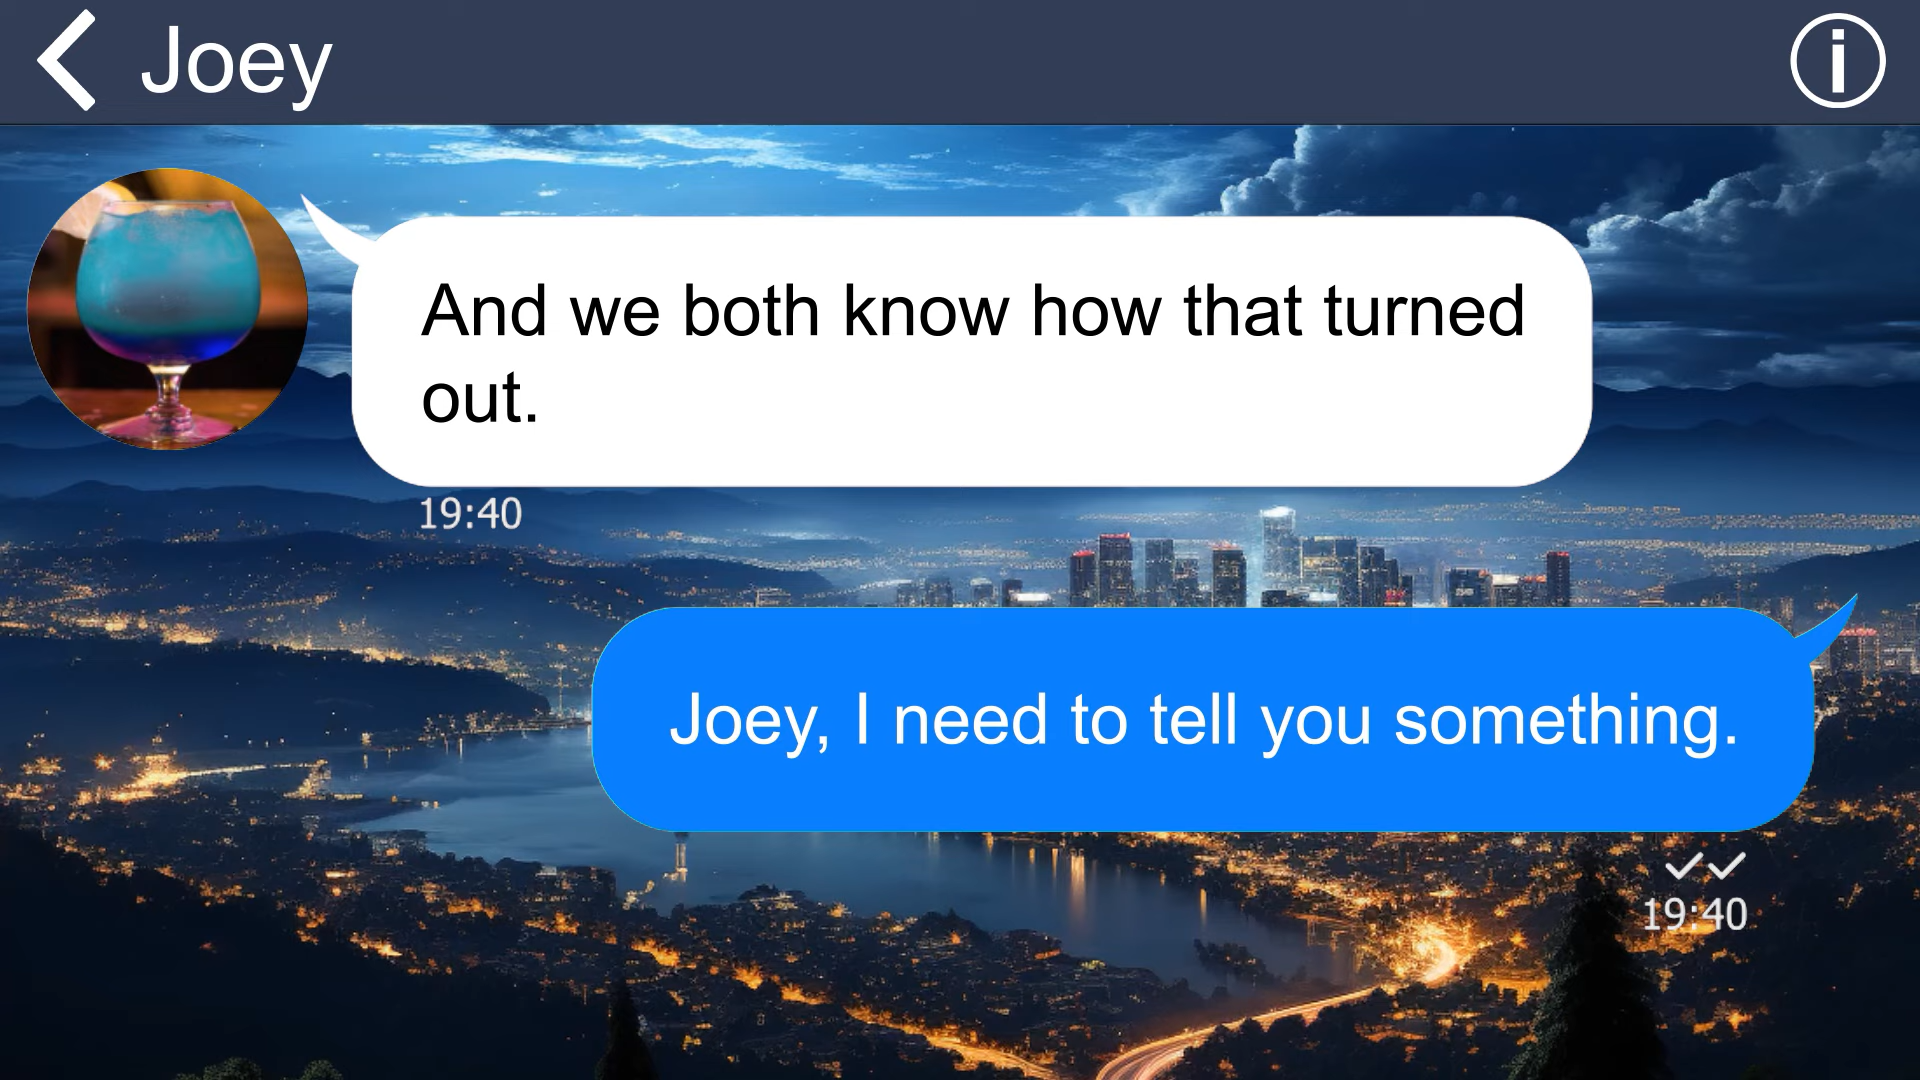 Joey
And we both know how that turned
out.
19:40
Joey, I need to tell you something.
19:40